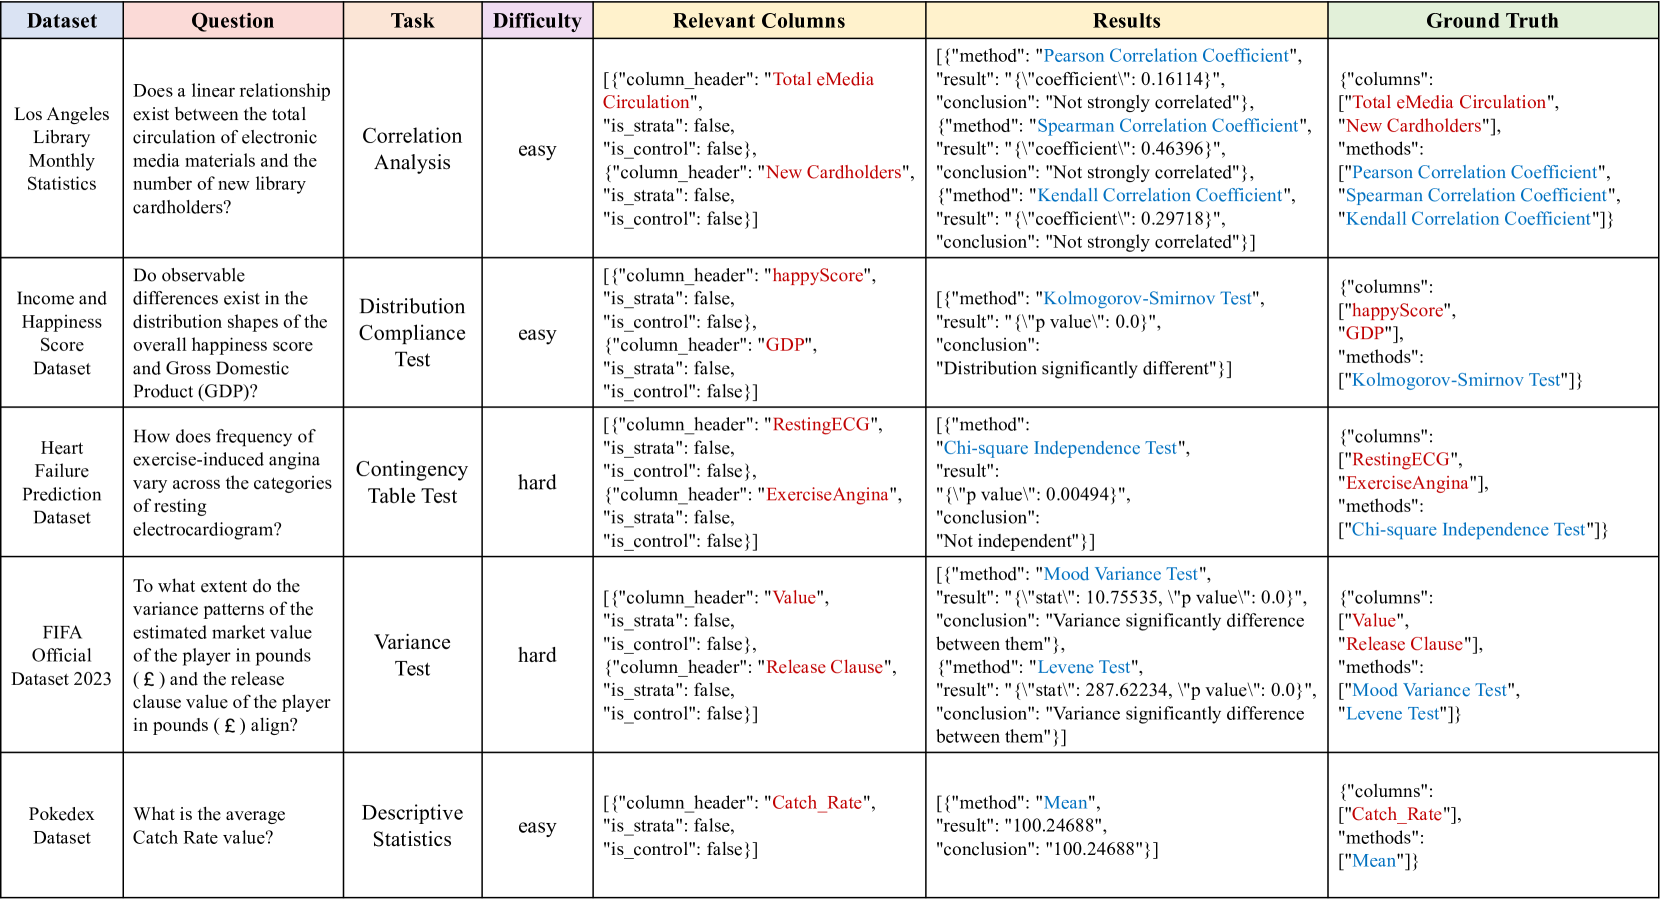 Dataset
Question
Task
Difficulty
Relevant Columns
Results
Ground Truth
Los Angeles
Library
Monthly
Statistics
Does a linear relationship
exist between the total
circulation of electronic
media materials and the
number of new library
cardholders?
Correlation
Analysis
easy
[{"column_header": "Total eMedia
Circulation",
"is_strata": false,
"is_control": false},
{"column_header": "New Cardholders",
"is_strata": false,
"is_control": false}]
[{"method": "Pearson Correlation Coefficient",
"result": "{\"coefficient\": 0.16114}",
"conclusion": "Not strongly correlated"},
{"method": "Spearman Correlation Coefficient",
"result": "{\"coefficient\": 0.46396}",
"conclusion": "Not strongly correlated"},
{"method": "Kendall Correlation Coefficient",
"result": "{\"coefficient\": 0.29718}",
"conclusion": "Not strongly correlated"}]
{"columns":
["Total eMedia Circulation",
"New Cardholders"],
"methods":
["Pearson Correlation Coefficient",
"Spearman Correlation Coefficient",
"Kendall Correlation Coefficient"]}
Income and
Happiness
Score
Dataset
Do observable
differences exist in the
distribution shapes of the
overall happiness score
and Gross Domestic
Product (GDP)?
Distribution
Compliance
Test
easy
[{"column_header": "happyScore",
"is_strata": false,
"is_control": false},
{"column_header": "GDP",
"is_strata": false,
"is_control": false}]
[{"method": "Kolmogorov-Smirnov Test",
"result": "{\"p value\": 0.0}",
"conclusion":
"Distribution significantly different"}]
{"columns":
["happyScore",
"GDP"],
"methods":
["Kolmogorov-Smirnov Test"]}
Heart
Failure
Prediction
Dataset
How does frequency of
exercise-induced angina
vary across the categories
of resting
electrocardiogram?
Contingency
Table Test
hard
[{"column_header": "RestingECG",
"is_strata": false,
"is_control": false},
{"column_header": "ExerciseAngina",
"is_strata": false,
"is_control": false}]
[{"method":
"Chi-square Independence Test",
"result":
"{\"p value\": 0.00494}",
"conclusion":
"Not independent"}]
{"columns":
["RestingECG",
"ExerciseAngina"],
"methods":
["Chi-square Independence Test"]}
FIFA
Official
Dataset 2023
To what extent do the
variance patterns of the
estimated market value
of the player in pounds
(£) and the release
clause value of the player
in pounds (£) align?
Variance
Test
hard
[{"column_header": "Value",
"is_strata": false,
"is_control": false},
{"column_header": "Release Clause",
"is_strata": false,
"is_control": false}]
[{"method": "Mood Variance Test",
"result": "{\"stat\": 10.75535, \"p value\": 0.0}",
"conclusion": "Variance significantly difference
between them"},
{"method": "Levene Test",
"result": "{\"stat\": 287.62234, \"p value\": 0.0}",
"conclusion": "Variance significantly difference
between them"}]
{"columns":
["Value",
"Release Clause"],
"methods":
["Mood Variance Test",
"Levene Test"]}
Pokedex
Dataset
What is the average
Catch Rate value?
Descriptive
Statistics
easy
[{"column_header": "Catch_Rate",
"is_strata": false,
"is_control": false}]
[{"method": "Mean",
"result": "100.24688",
"conclusion": "100.24688"}]
{"columns":
["Catch_Rate"],
"methods":
["Mean"]}